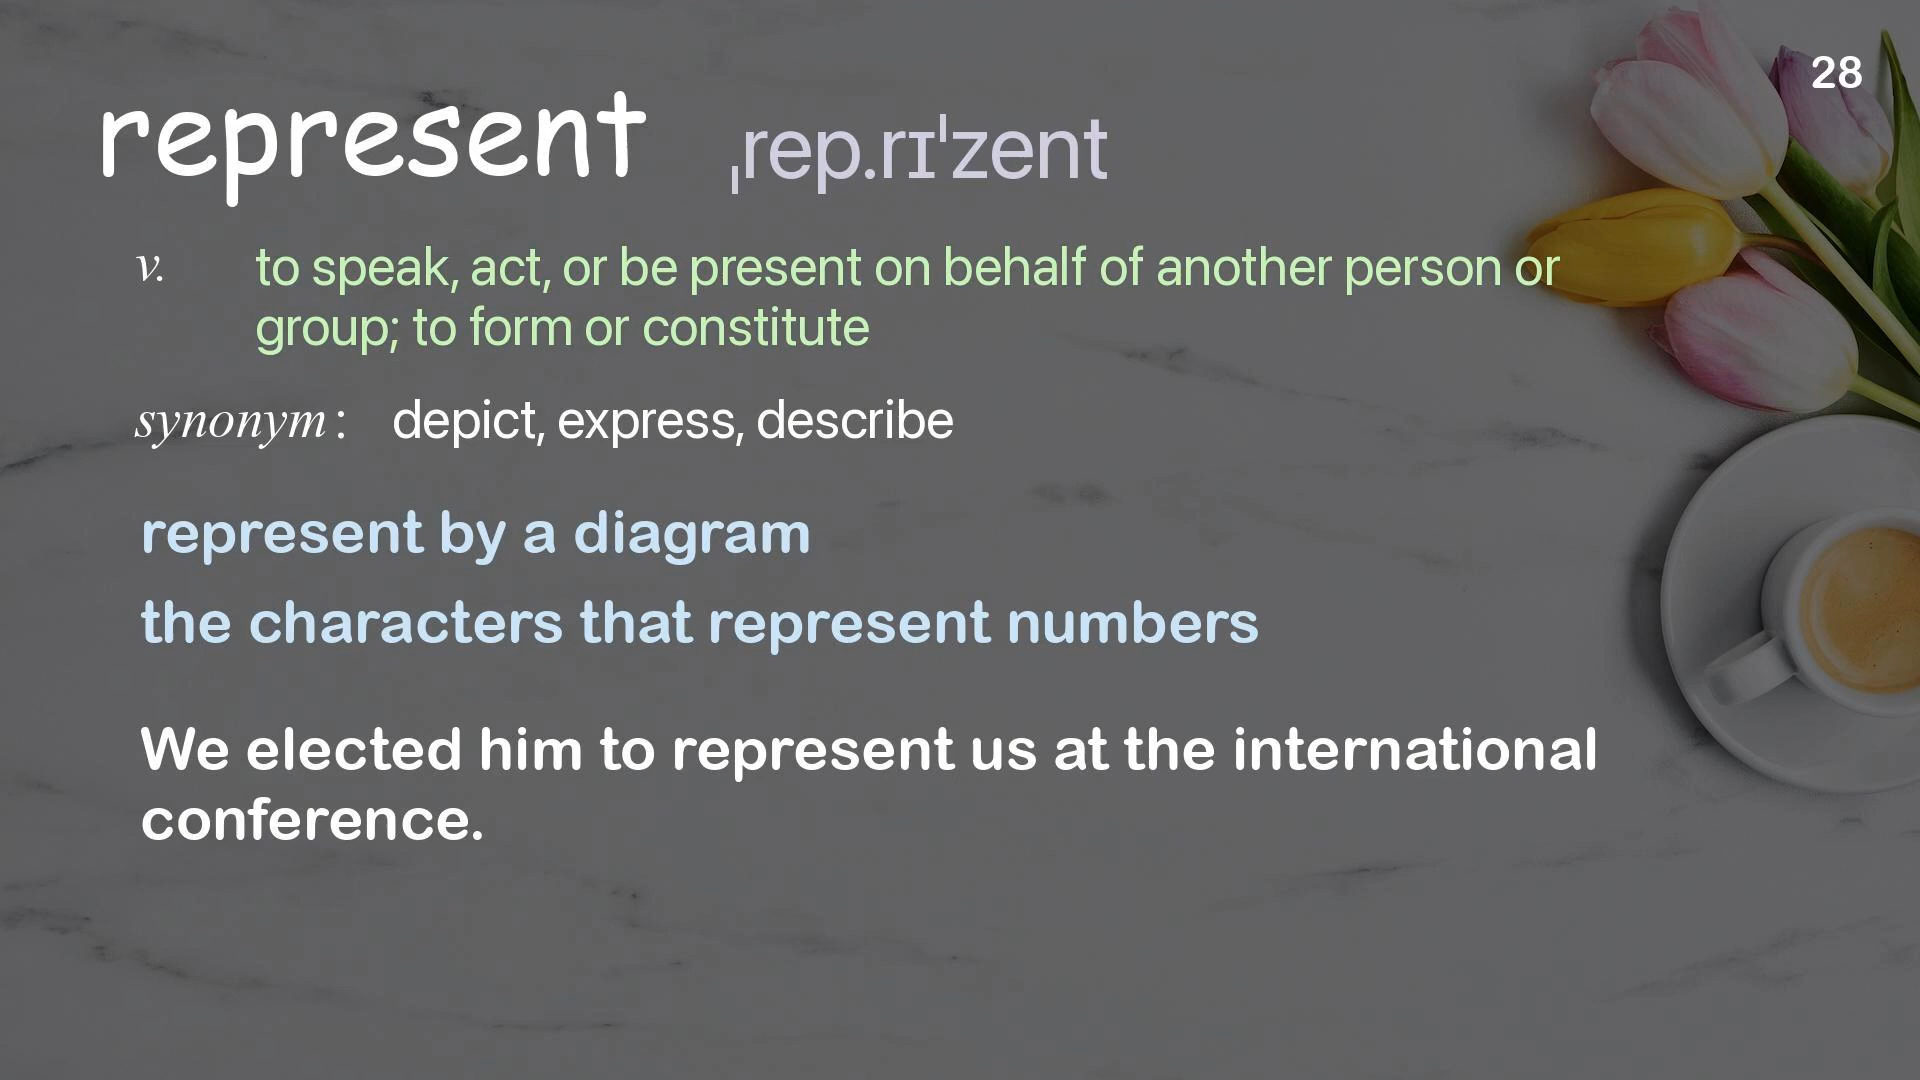 28
represent ˌrep.rɪˈzent
v. to speak, act, or be present on behalf of another person or
group; to form or constitute
synonym: depict, express, describe
represent by a diagram
the characters that represent numbers
We elected him to represent us at the international
conference.